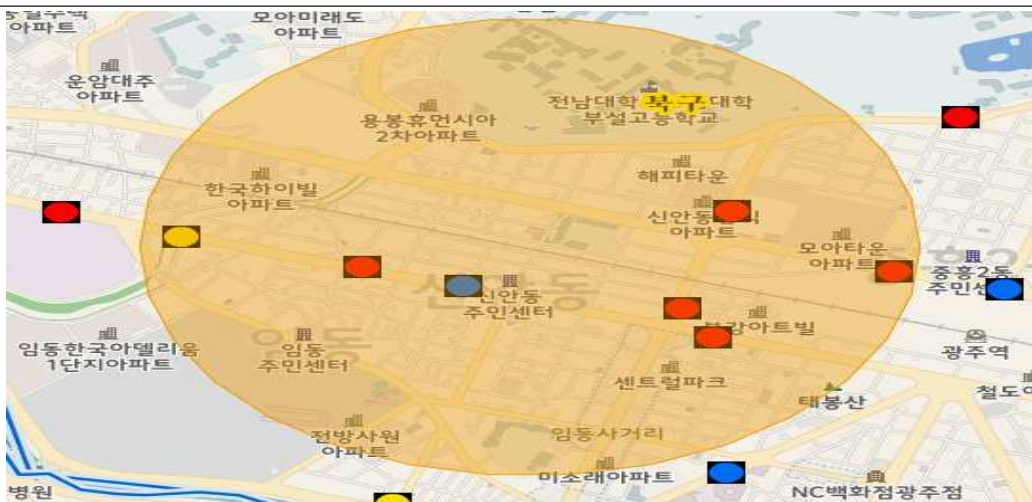 모아미래도
아파트
운암대주
아파트
용봉휴먼시아
2차아파트
전남대학 북구 대학
부설고등학교
한국하이빌
아파트
해피타운
신안동
아파트
모아타운
아파트
중흥2동
신안동
신안동
주민센터
임동
임동
주민센터
임동한국아델리움
1단지아파트
광주역
센트럴파크
태봉산
전방사원
아파트
임동사거리
미소래아파트
NC백화점광주점
병원